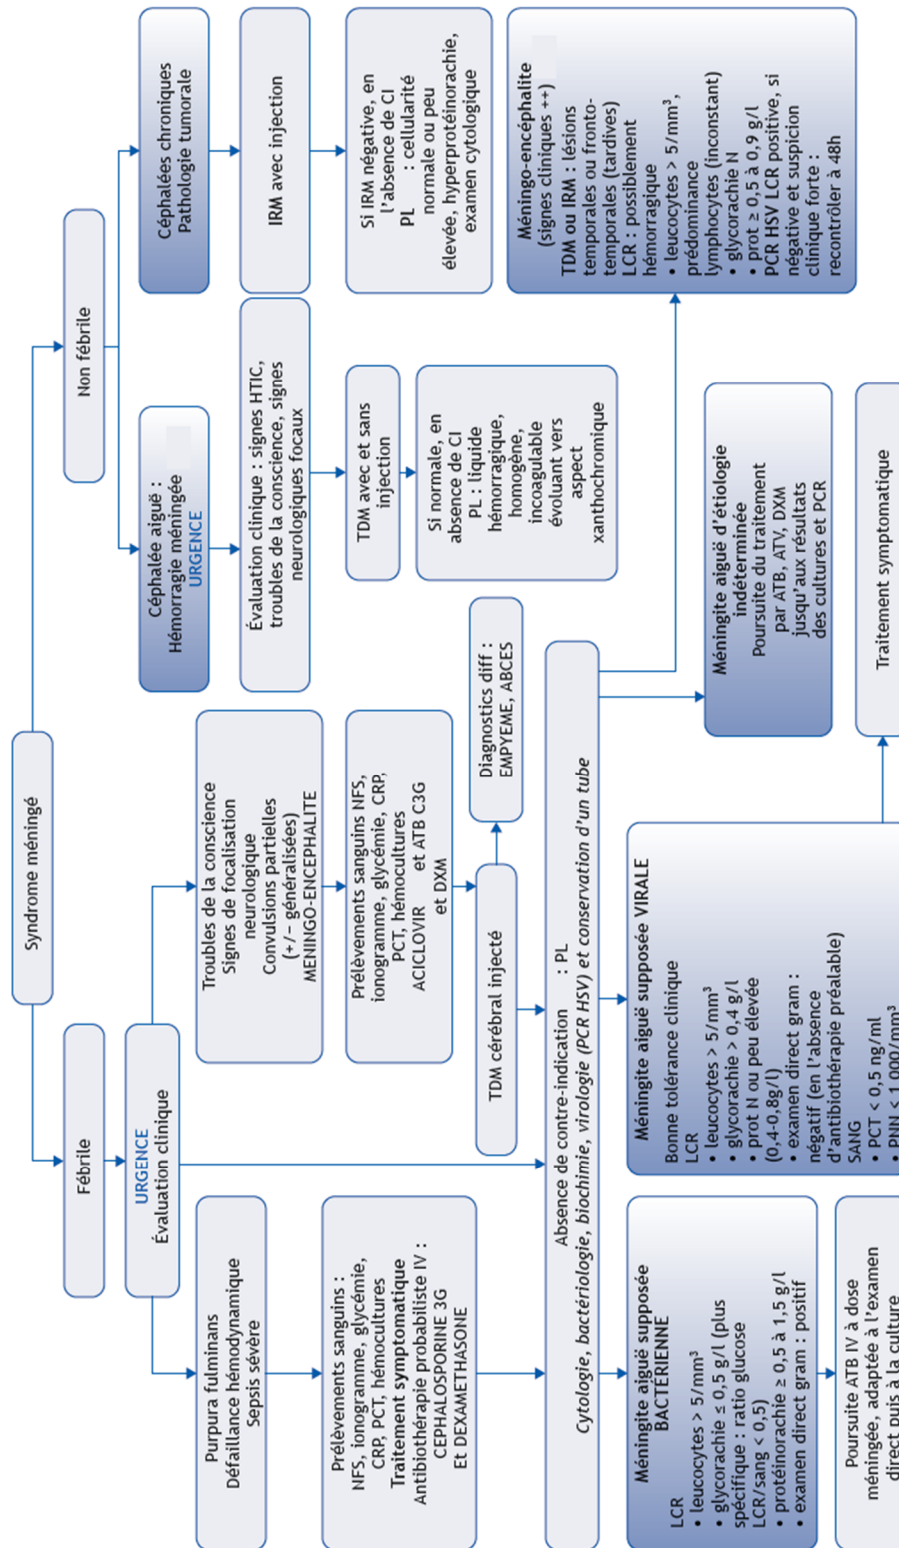 Syndrome méningé
Fébrile
Non fébrile
URGENCE
Évaluation clinique
Céphalée aiguë :
Hémorragie méningée
URGENCE
Céphalées chroniques
Pathologie tumorale
Purpura fulminans
Défaillance hémodynamique
Sepsis sévère
Troubles de la conscience
Signes de focalisation
neurologique
Convulsions partielles
(+/− généralisées)
MENINGO-ENCEPHALITE
Évaluation clinique : signes HTIC,
troubles de la conscience, signes
neurologiques focaux
IRM avec injection
Prélèvements sanguins :
NFS, ionogramme, glycémie,
CRP, PCT, hémocultures
Traitement symptomatique
Antibiothérapie probabiliste IV :
CEPHALOSPORINE 3G
Et DEXAMETHASONE
Prélèvements sanguins NFS,
ionogramme, glycémie, CRP,
PCT, hémocultures
ACICLOVIR et ATB C3G
et DXM
TDM avec et sans
injection
Si IRM négative, en
l'absence de CI
PL : cellularité
normale ou peu
élevée, hyperprotéinorachie,
examen cytologique
TDM cérébral injecté
Diagnostics diff :
EMPYEME, ABCES
Si normale, en
absence de CI
PL : liquide
hémorragique,
homogène,
incoagulable
évoluant vers
aspect
xanthochromique
Absence de contre-indication : PL
Cytologie, bactériologie, biochimie, virologie (PCR HSV) et conservation d'un tube
Méningo-encéphalite
(signes cliniques ++)
TDM ou IRM : lésions
temporales ou fronto-
temporales (tardives)
LCR : possiblement
hémorragique
• leucocytes > 5/mm³,
prédominance
lymphocytes (inconstant)
• glycorachie N
• prot ≥ 0,5 à 0,9 g/l
PCR HSV LCR positive, si
négative et suspicion
clinique forte :
recontrôler à 48h
Méningite aiguë supposée
BACTÉRIENNE
LCR
• leucocytes > 5/mm³
• glycorachie ≤ 0,5 g/l (plus
spécifique : ratio glucose
LCR/sang < 0,5)
• protéinorachie ≥ 0,5 à 1,5 g/l
• examen direct gram : positif
Méningite aiguë supposée VIRALE
Bonne tolérance clinique
LCR
• leucocytes > 5/mm³
• glycorachie > 0,4 g/l
• prot N ou peu élevée
(0,4-0,8g/l)
• examen direct gram :
négatif (en l'absence
d'antibiothérapie préalable)
SANG
• PCT < 0,5 ng/ml
• PNN < 1 000/mm³
Méningite aiguë d'étiologie
indéterminée
Poursuite du traitement
par ATB, ATV, DXM
jusqu'aux résultats
des cultures et PCR
Poursuite ATB IV à dose
méningée, adaptée à l'examen
direct puis à la culture
Traitement symptomatique